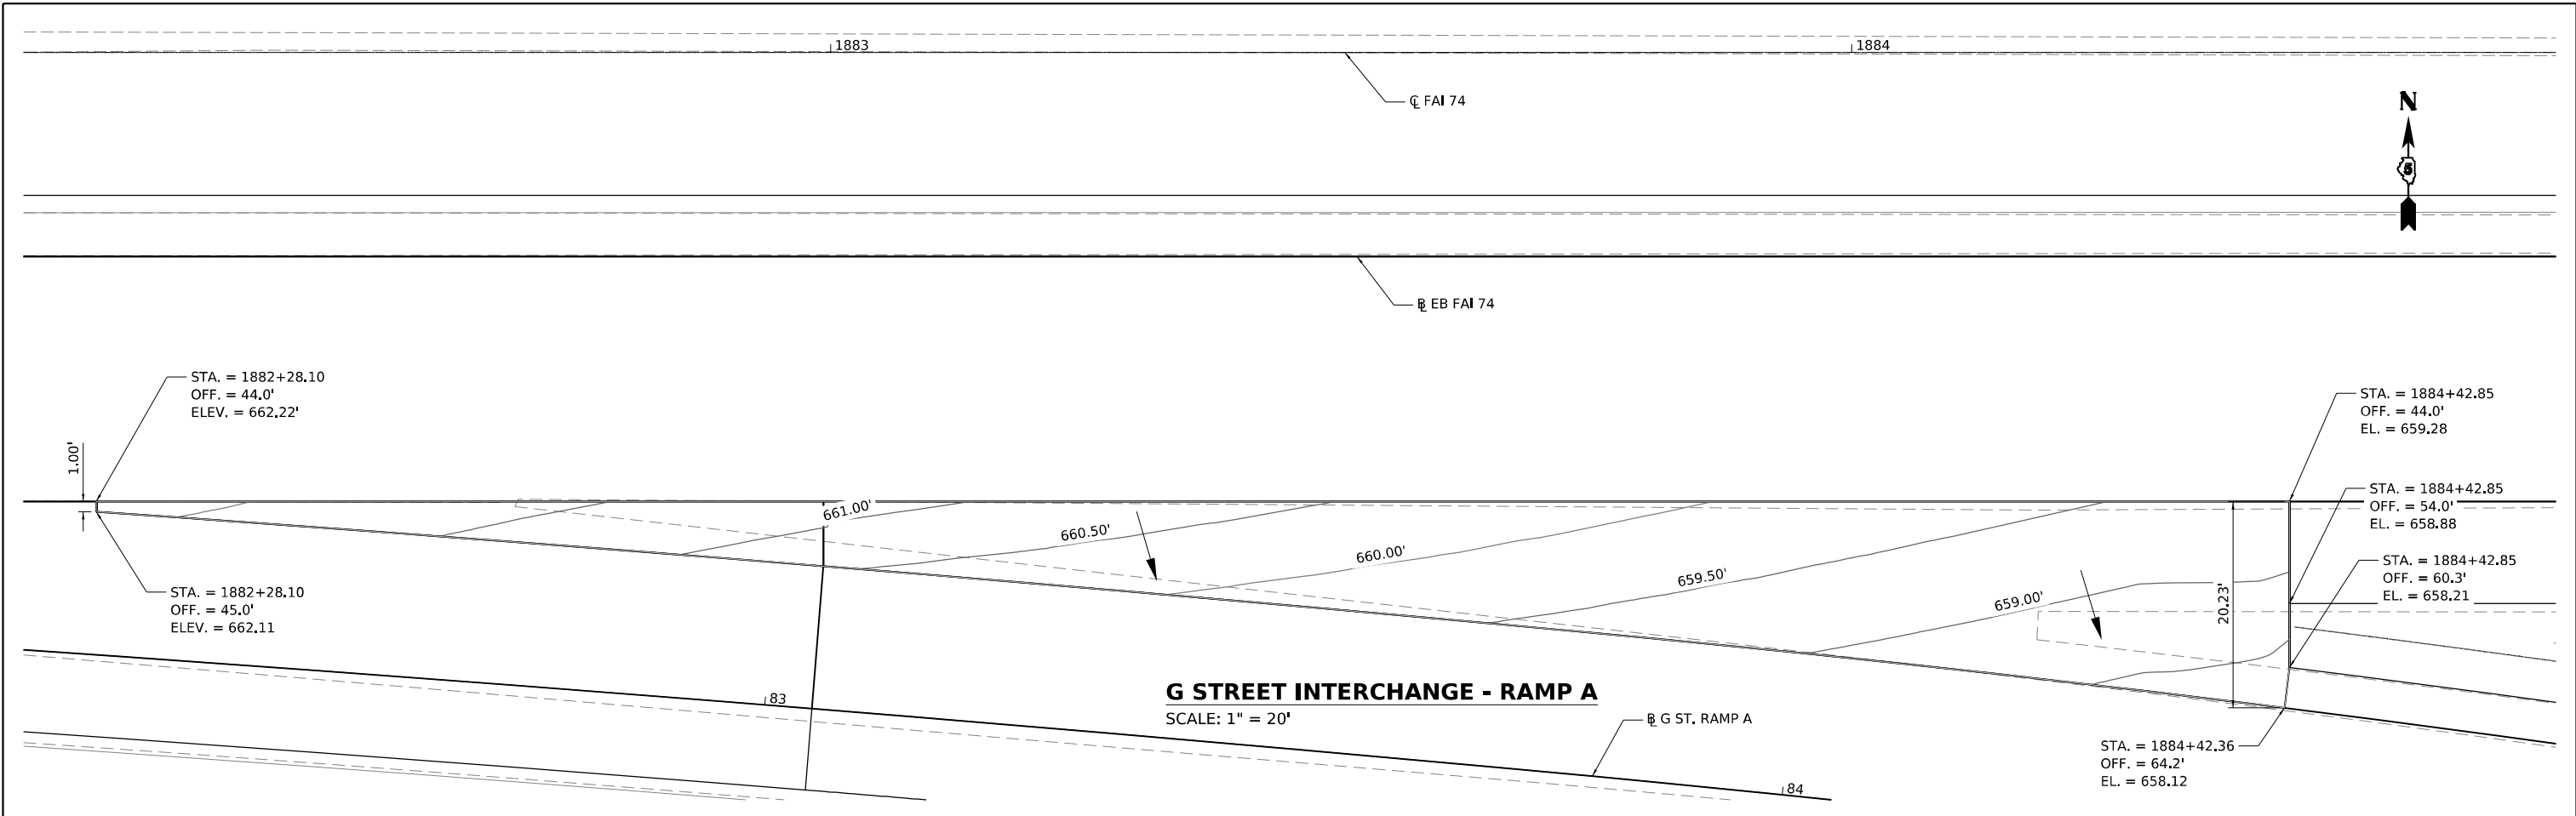 1883
1884
℄ FAI 74
N
5
B̲L EB FAI 74
STA. = 1882+28.10
OFF. = 44.0'
ELEV. = 662.22'
STA. = 1884+42.85
OFF. = 44.0'
EL. = 659.28
1.00'
STA. = 1884+42.85
OFF. = 54.0'
EL. = 658.88
661.00'
660.50'
660.00'
659.50'
659.00'
20.23'
STA. = 1884+42.85
OFF. = 60.3'
EL. = 658.21
STA. = 1882+28.10
OFF. = 45.0'
ELEV. = 662.11
83
G STREET INTERCHANGE - RAMP A
SCALE: 1" = 20'
BL G ST. RAMP A
84
STA. = 1884+42.36
OFF. = 64.2'
EL. = 658.12